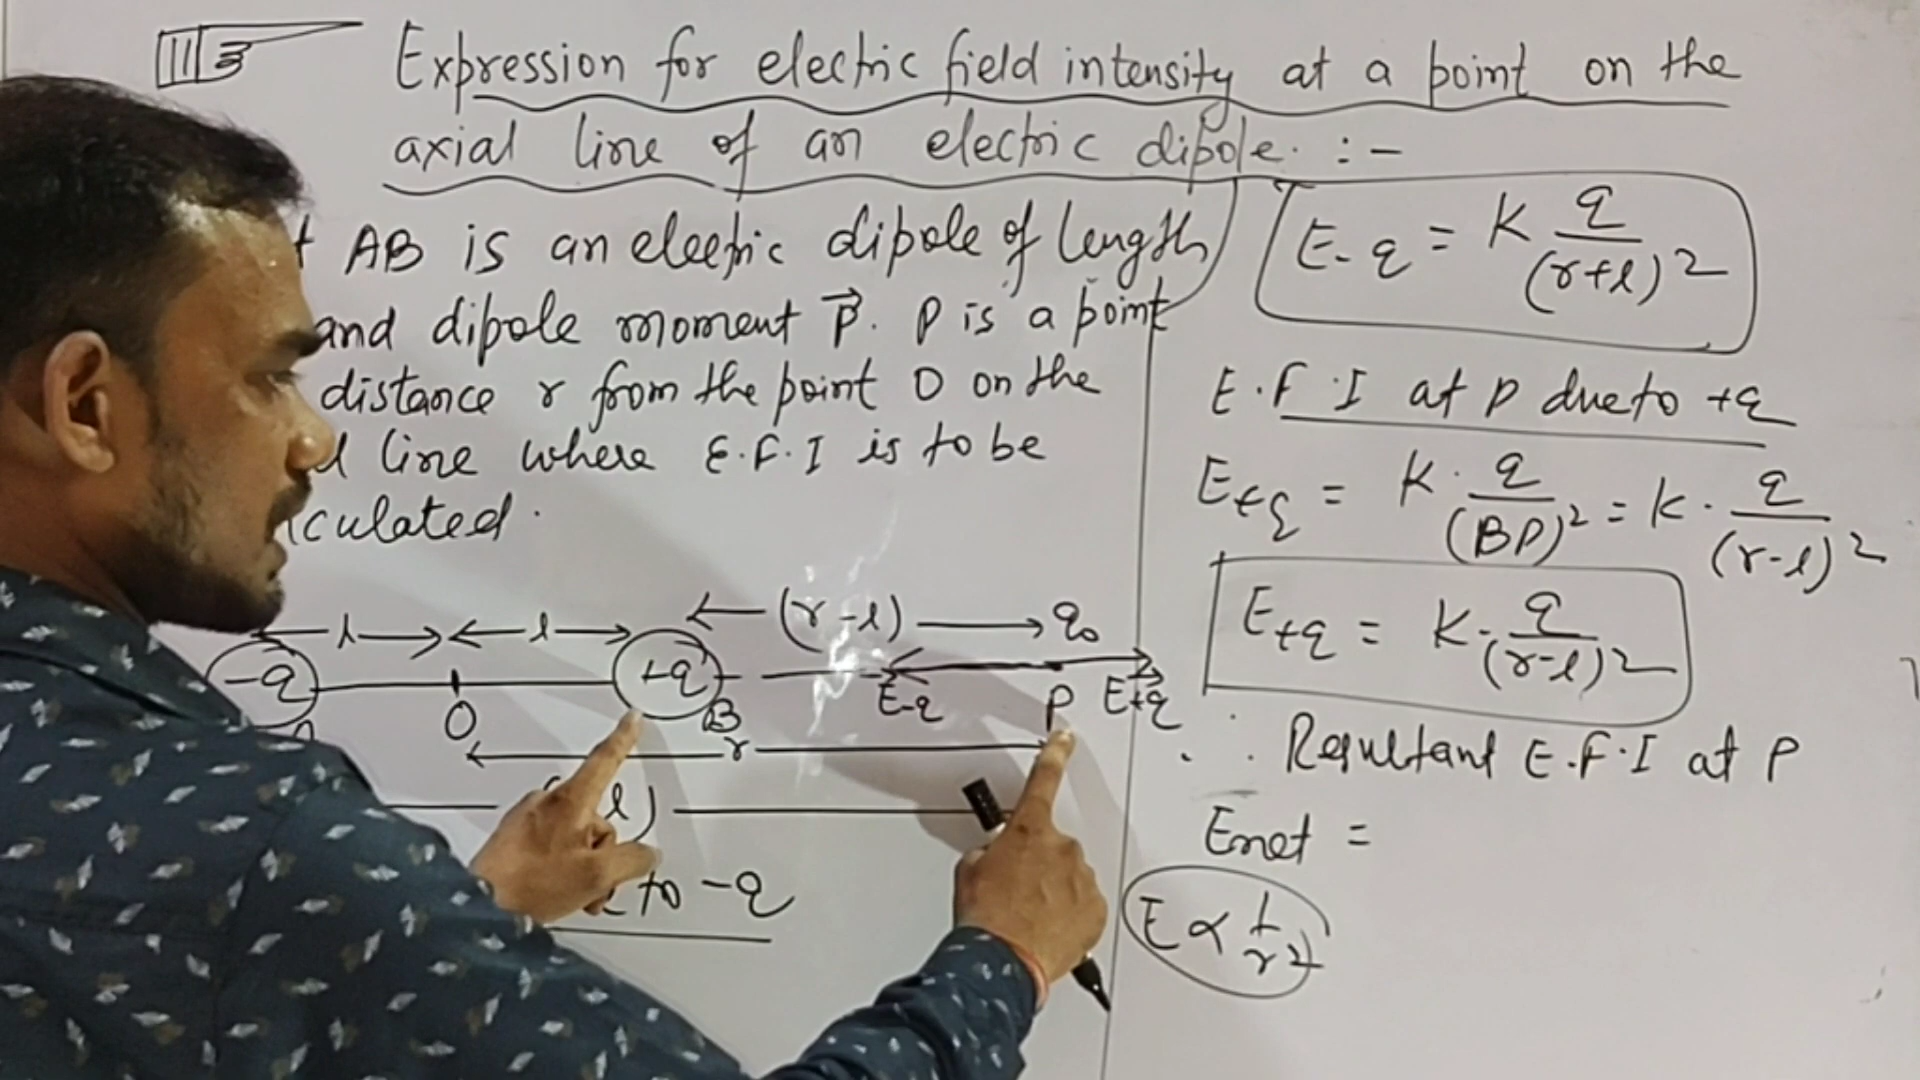 Expression for electric field intensity at a point on the
axial line of an electric dipole. :-
AB is an electric dipole of length
and dipole moment P⃗. P is a point
distance r from the point O on the
line where E.F.I is to be
culated.
l l (r-l) q₀
-q O +q B E-q P E+q
r
l)
to -q
E-q = K q/(r+l)²
E.F.I at P due to +q
E+q = K. q/(BP)² = K. q/(r-l)²
E+q = K. q/(r-l)²
∴ Resultant E.F.I at P
Enet =
E ∝ 1/r²